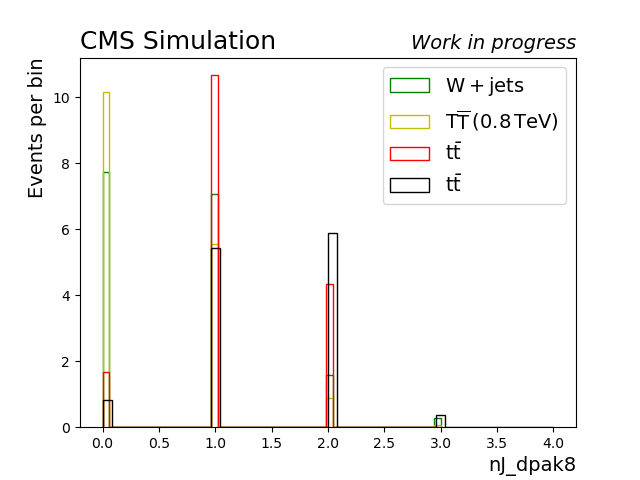 CMS Simulation Work in progress
Events per bin
10
8
6
4
2
0
W + jets
TT̅ (0.8 TeV)
tt̄
tt̄
0.0 0.5 1.0 1.5 2.0 2.5 3.0 3.5 4.0
nJ_dpak8